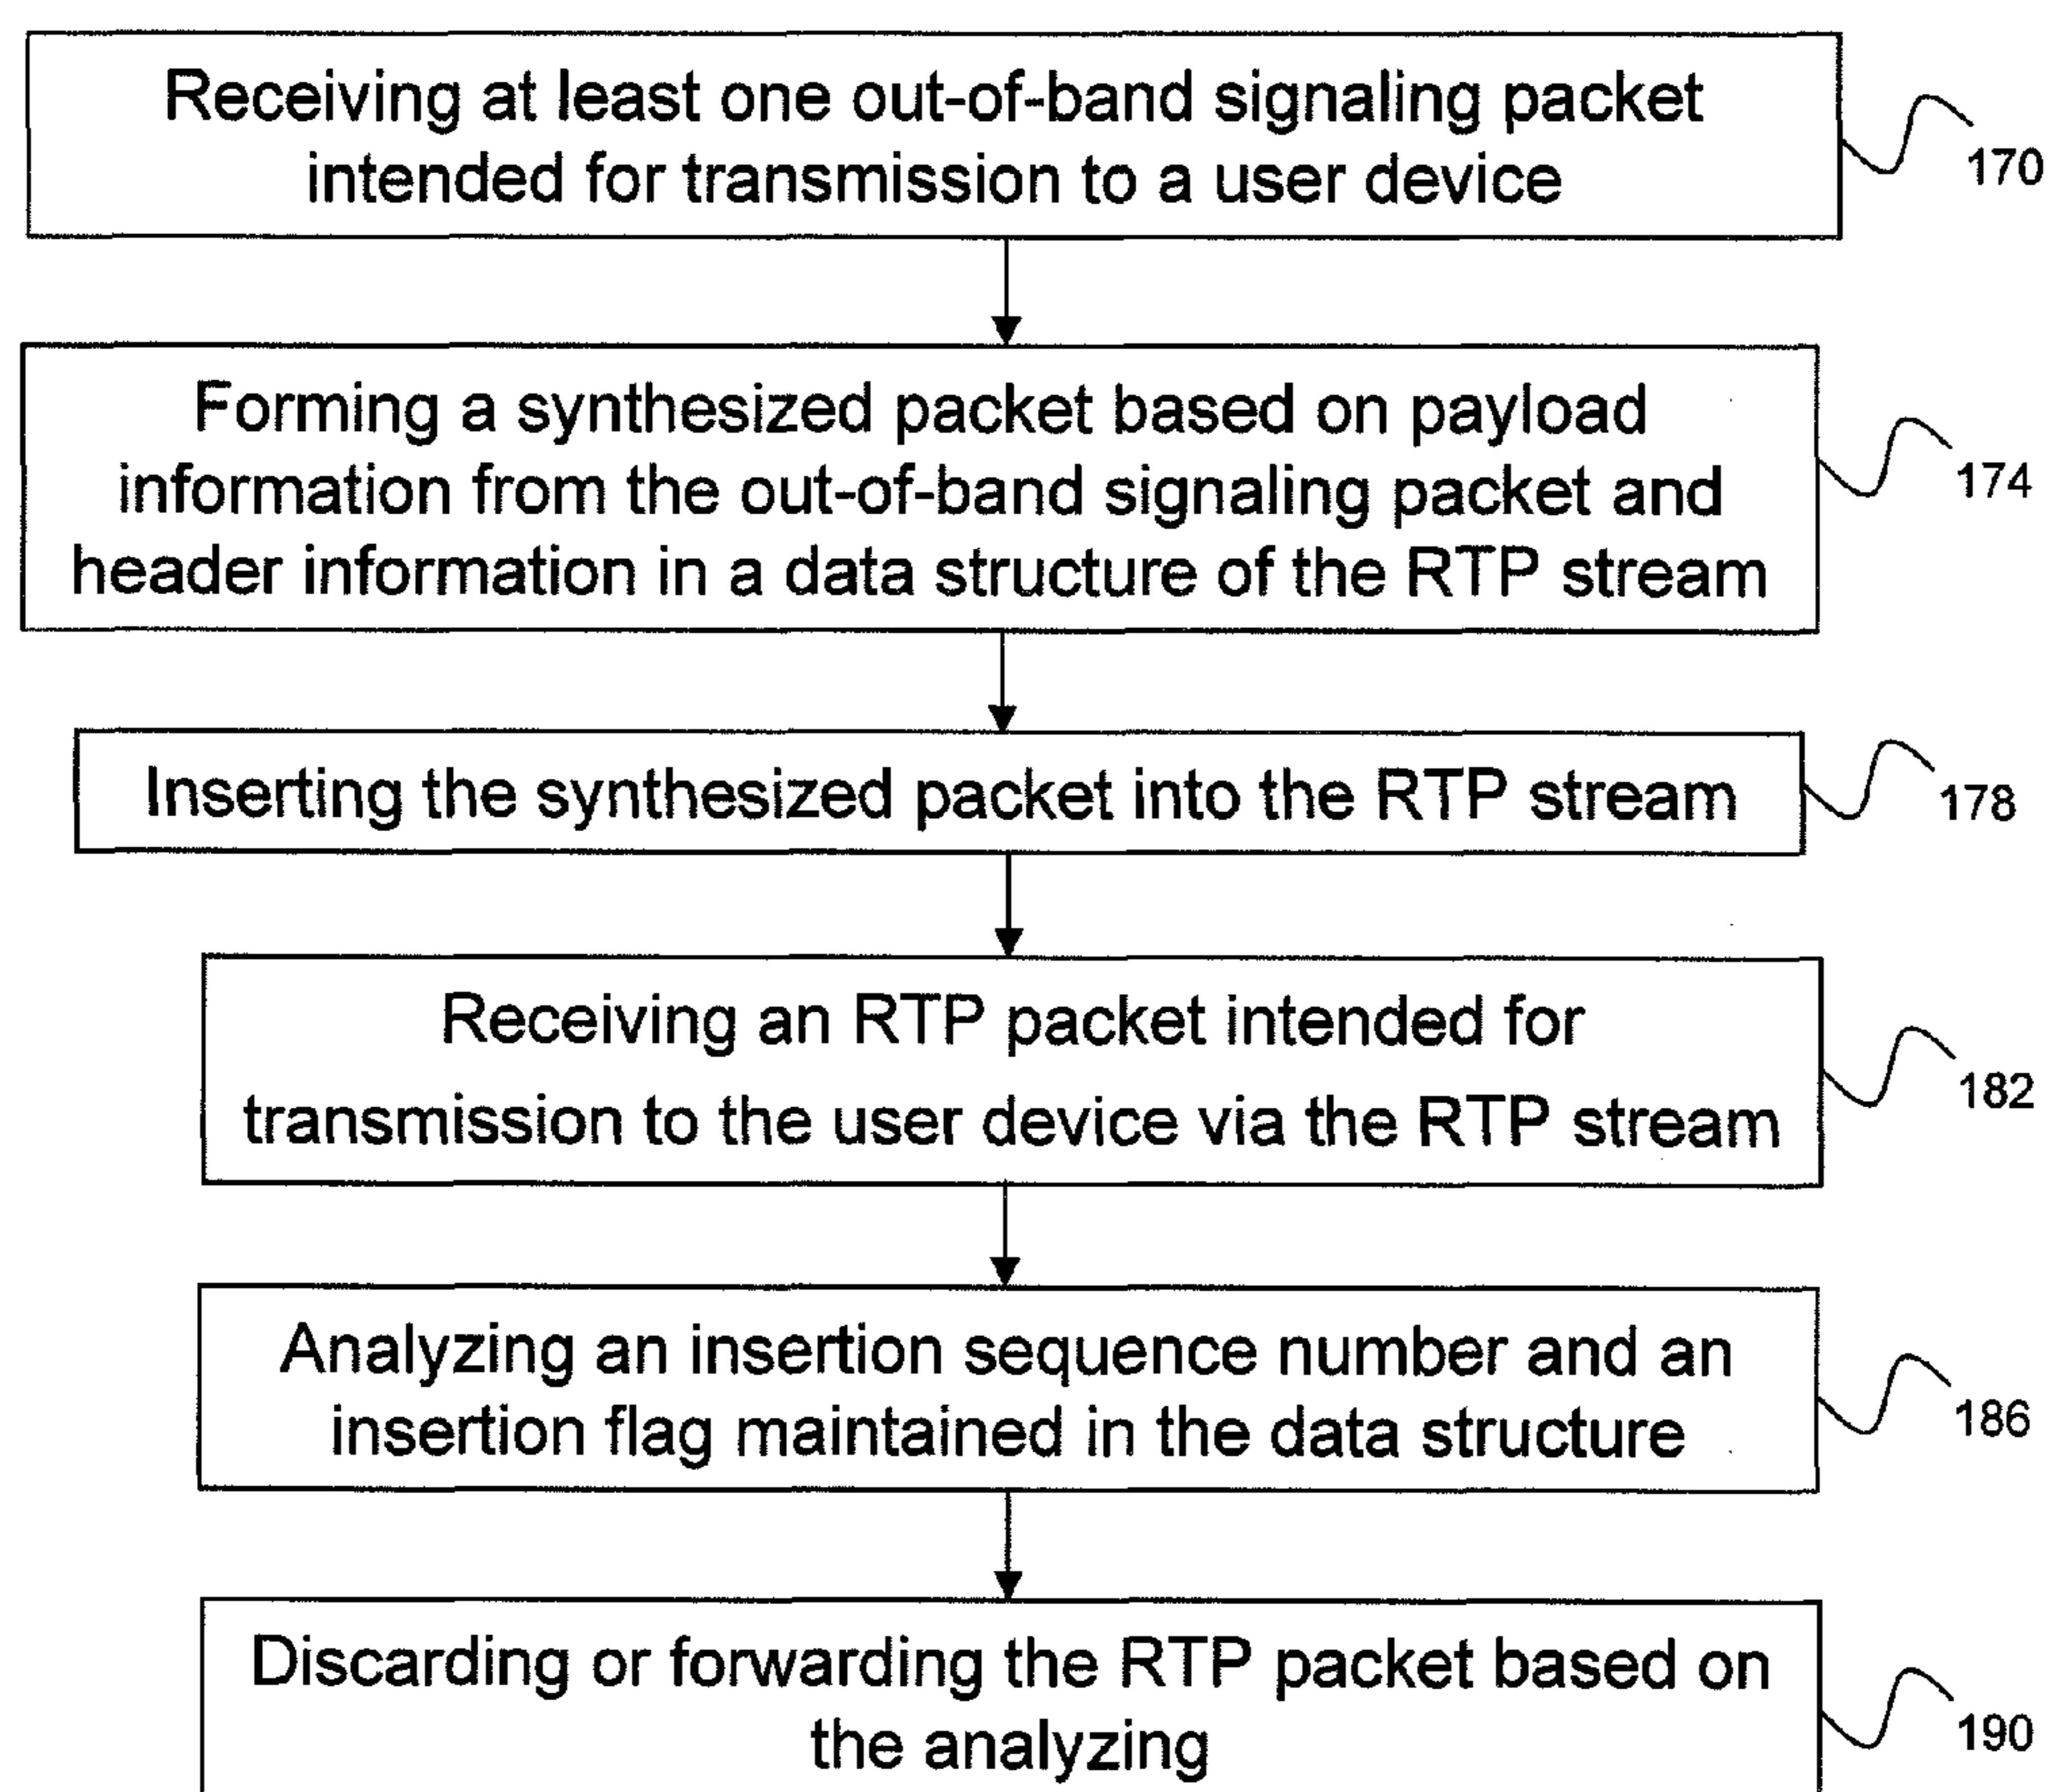 Receiving at least one out-of-band signaling packet
intended for transmission to a user device
170
Forming a synthesized packet based on payload
information from the out-of-band signaling packet and
header information in a data structure of the RTP stream
174
Inserting the synthesized packet into the RTP stream
178
Receiving an RTP packet intended for
transmission to the user device via the RTP stream
182
Analyzing an insertion sequence number and an
insertion flag maintained in the data structure
186
Discarding or forwarding the RTP packet based on
the analyzing
190